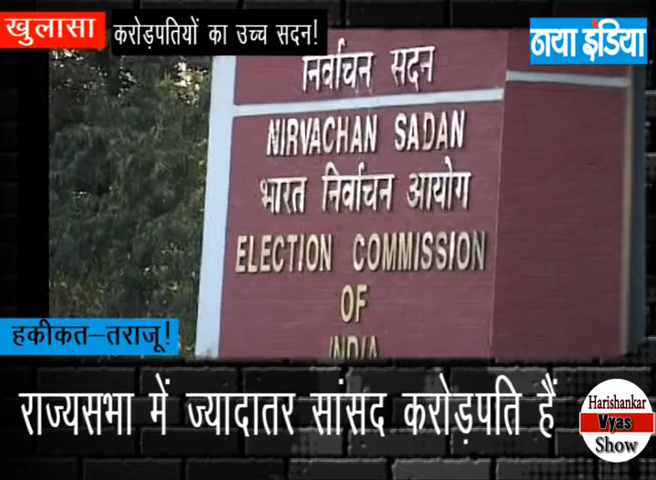 खुलासा
करोड़पतियों का उच्च सदन!
नया इंडिया
निर्वाचन सदन
NIRVACHAN SADAN
भारत निर्वाचन आयोग
ELECTION COMMISSION
OF
INDIA
हकीकत-तराजू!
राज्यसभा में ज्यादातर सांसद करोड़पति हैं
Harishankar
Vyas
Show